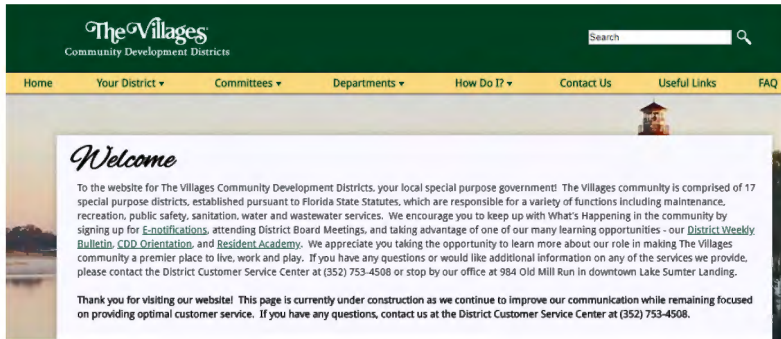 The Villages
Community Development Districts
Search
Home Your District Committees Departments How Do I? Contact Us Useful Links FAQ
Welcome
To the website for The Villages Community Development Districts, your local special purpose government! The Villages community is comprised of 17
special purpose districts, established pursuant to Florida State Statutes, which are responsible for a variety of functions including maintenance,
recreation, public safety, sanitation, water and wastewater services. We encourage you to keep up with What's Happening in the community by
signing up for E-notifications, attending District Board Meetings, and taking advantage of one of our many learning opportunities - our District Weekly
Bulletin, CDD Orientation, and Resident Academy. We appreciate you taking the opportunity to learn more about our role in making The Villages
community a premier place to live, work and play. If you have any questions or would like additional information on any of the services we provide,
please contact the District Customer Service Center at (352) 753-4508 or stop by our office at 984 Old Mill Run in downtown Lake Sumter Landing.
Thank you for visiting our website! This page is currently under construction as we continue to improve our communication while remaining focused
on providing optimal customer service. If you have any questions, contact us at the District Customer Service Center at (352) 753-4508.